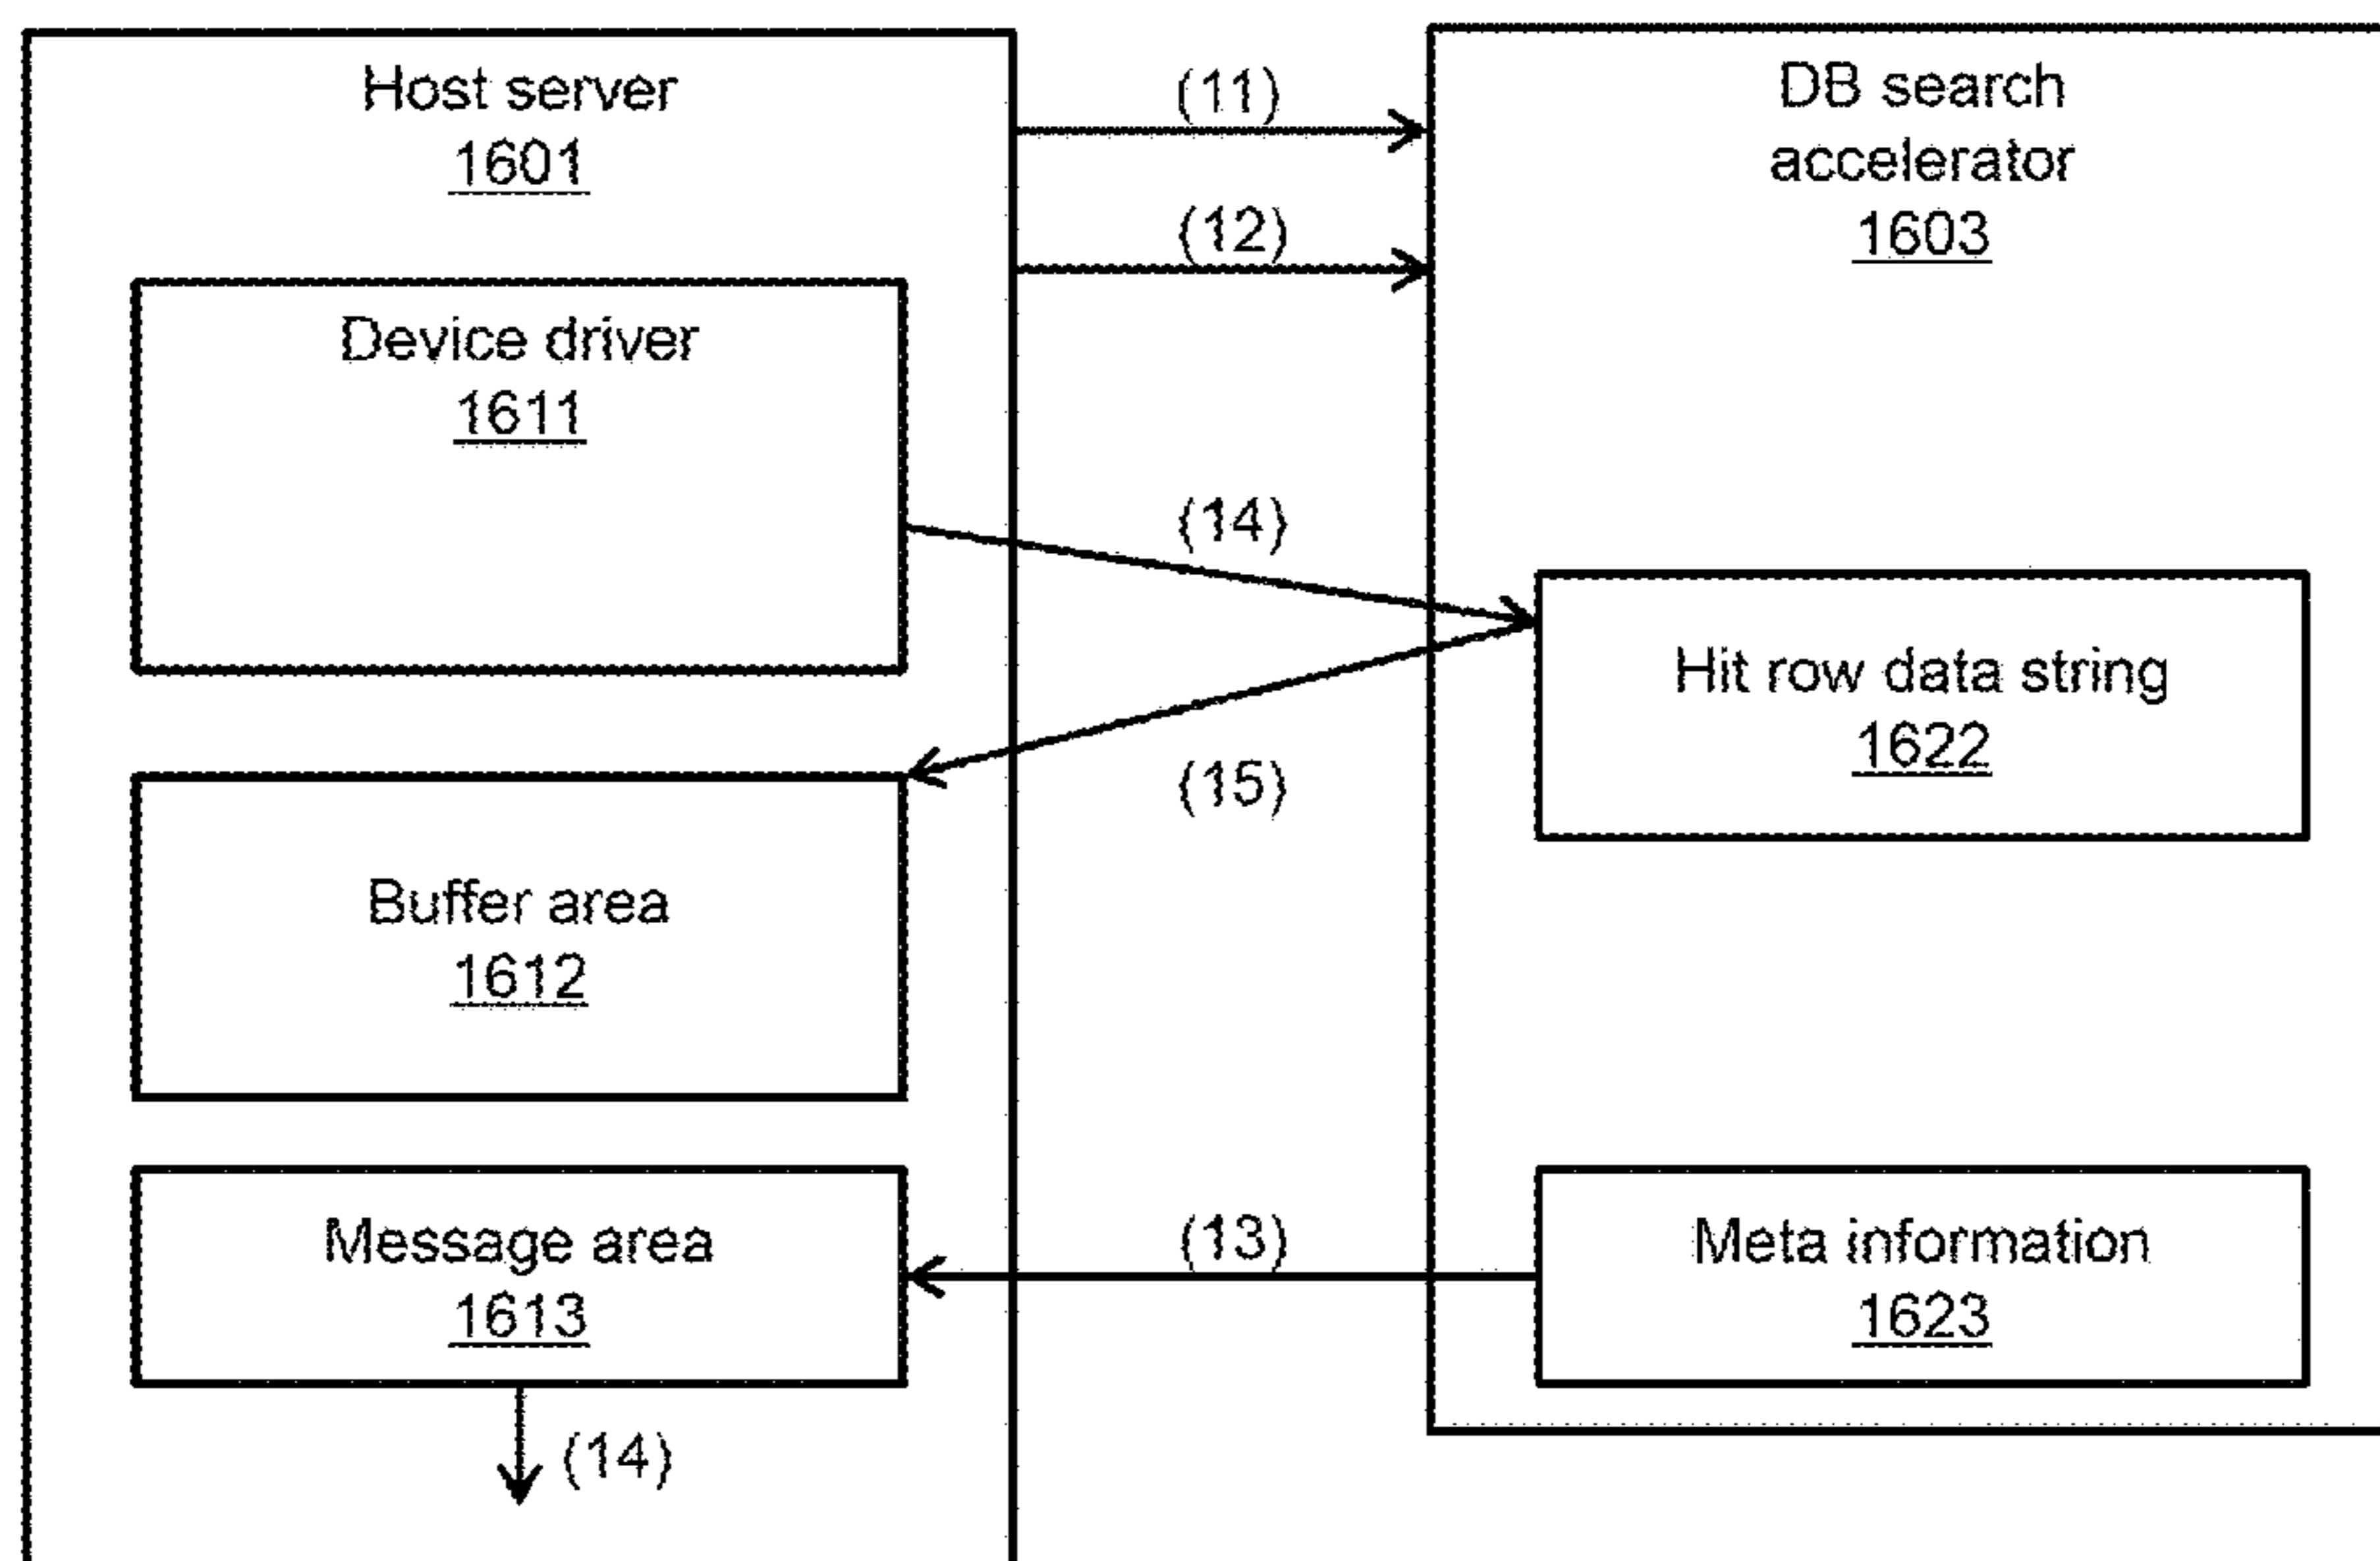 Host server
1601
(11)
DB search
accelerator
1603
(12)
Device driver
1611
(14)
Hit row data string
1622
(15)
Buffer area
1612
Message area
1613
(13)
Meta information
1623
(14)